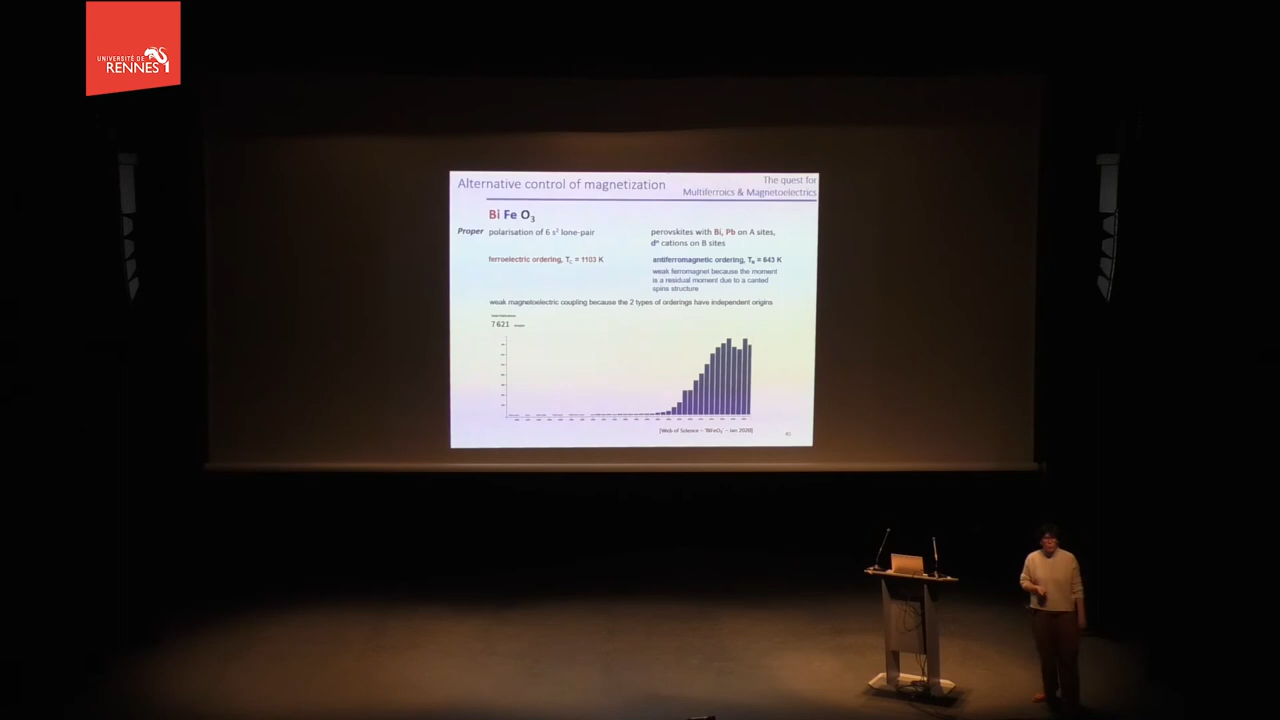 UNIVERSITÉ DE
RENNES 1
Alternative control of magnetization
The quest for
Multiferroics & Magnetoelectrics
Bi Fe O3
Proper polarisation of 6 s² lone-pair
perovskites with Bi, Pb on A sites,
dⁿ cations on B sites
ferroelectric ordering, Tc = 1103 K
antiferromagnetic ordering, TN = 643 K
weak ferromagnet because the moment
is a residual moment due to a canted
spins structure
weak magnetoelectric coupling because the 2 types of orderings have independent origins
7 621
[Web of Science – "BiFeO3" – Jan 2020]